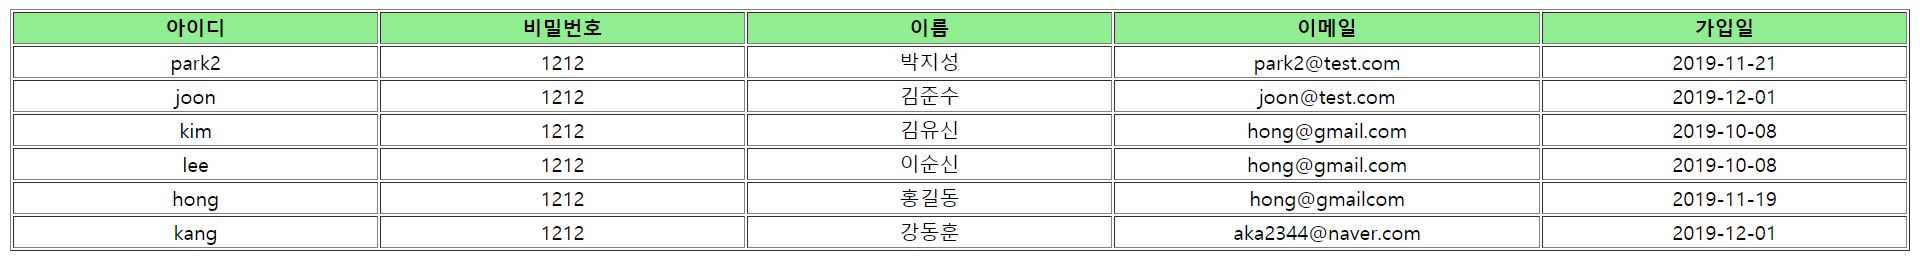 아이디 비밀번호 이름 이메일 가입일
park2 1212 박지성 park2@test.com 2019-11-21
joon 1212 김준수 joon@test.com 2019-12-01
kim 1212 김유신 hong@gmail.com 2019-10-08
lee 1212 이순신 hong@gmail.com 2019-10-08
hong 1212 홍길동 hong@gmailcom 2019-11-19
kang 1212 강동훈 aka2344@naver.com 2019-12-01